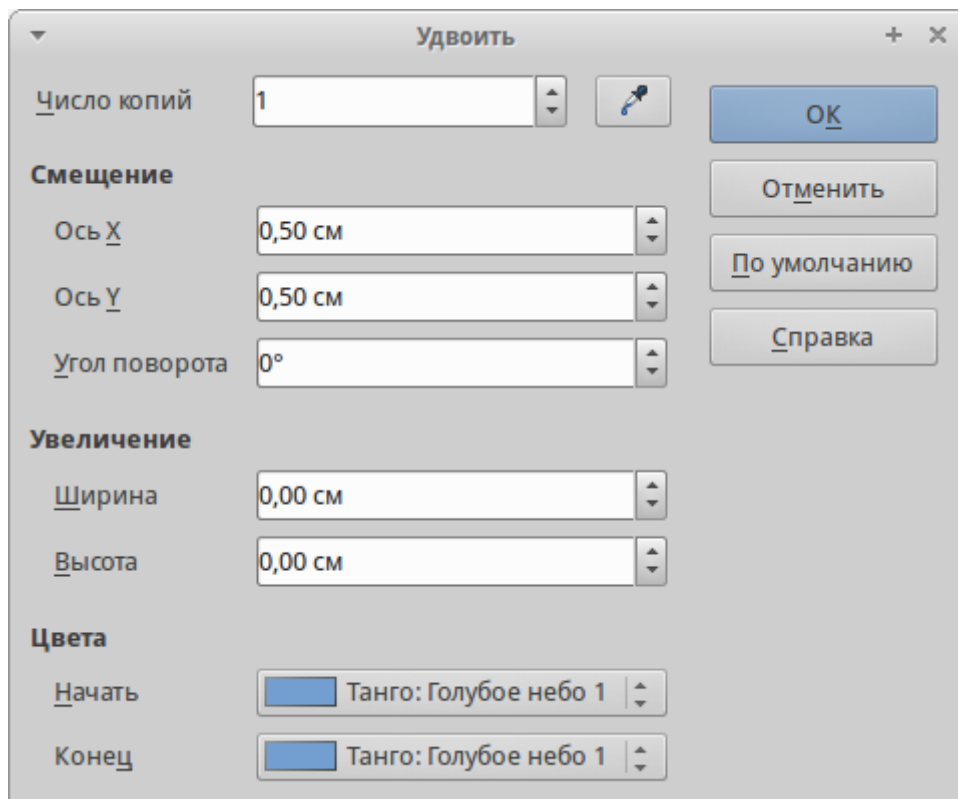 Удвоить
Число копий 1
ОК
Смещение
Отменить
Ось X 0,50 см
По умолчанию
Ось Y 0,50 см
Справка
Угол поворота 0°
Увеличение
Ширина 0,00 см
Высота 0,00 см
Цвета
Начать Танго: Голубое небо 1
Конец Танго: Голубое небо 1